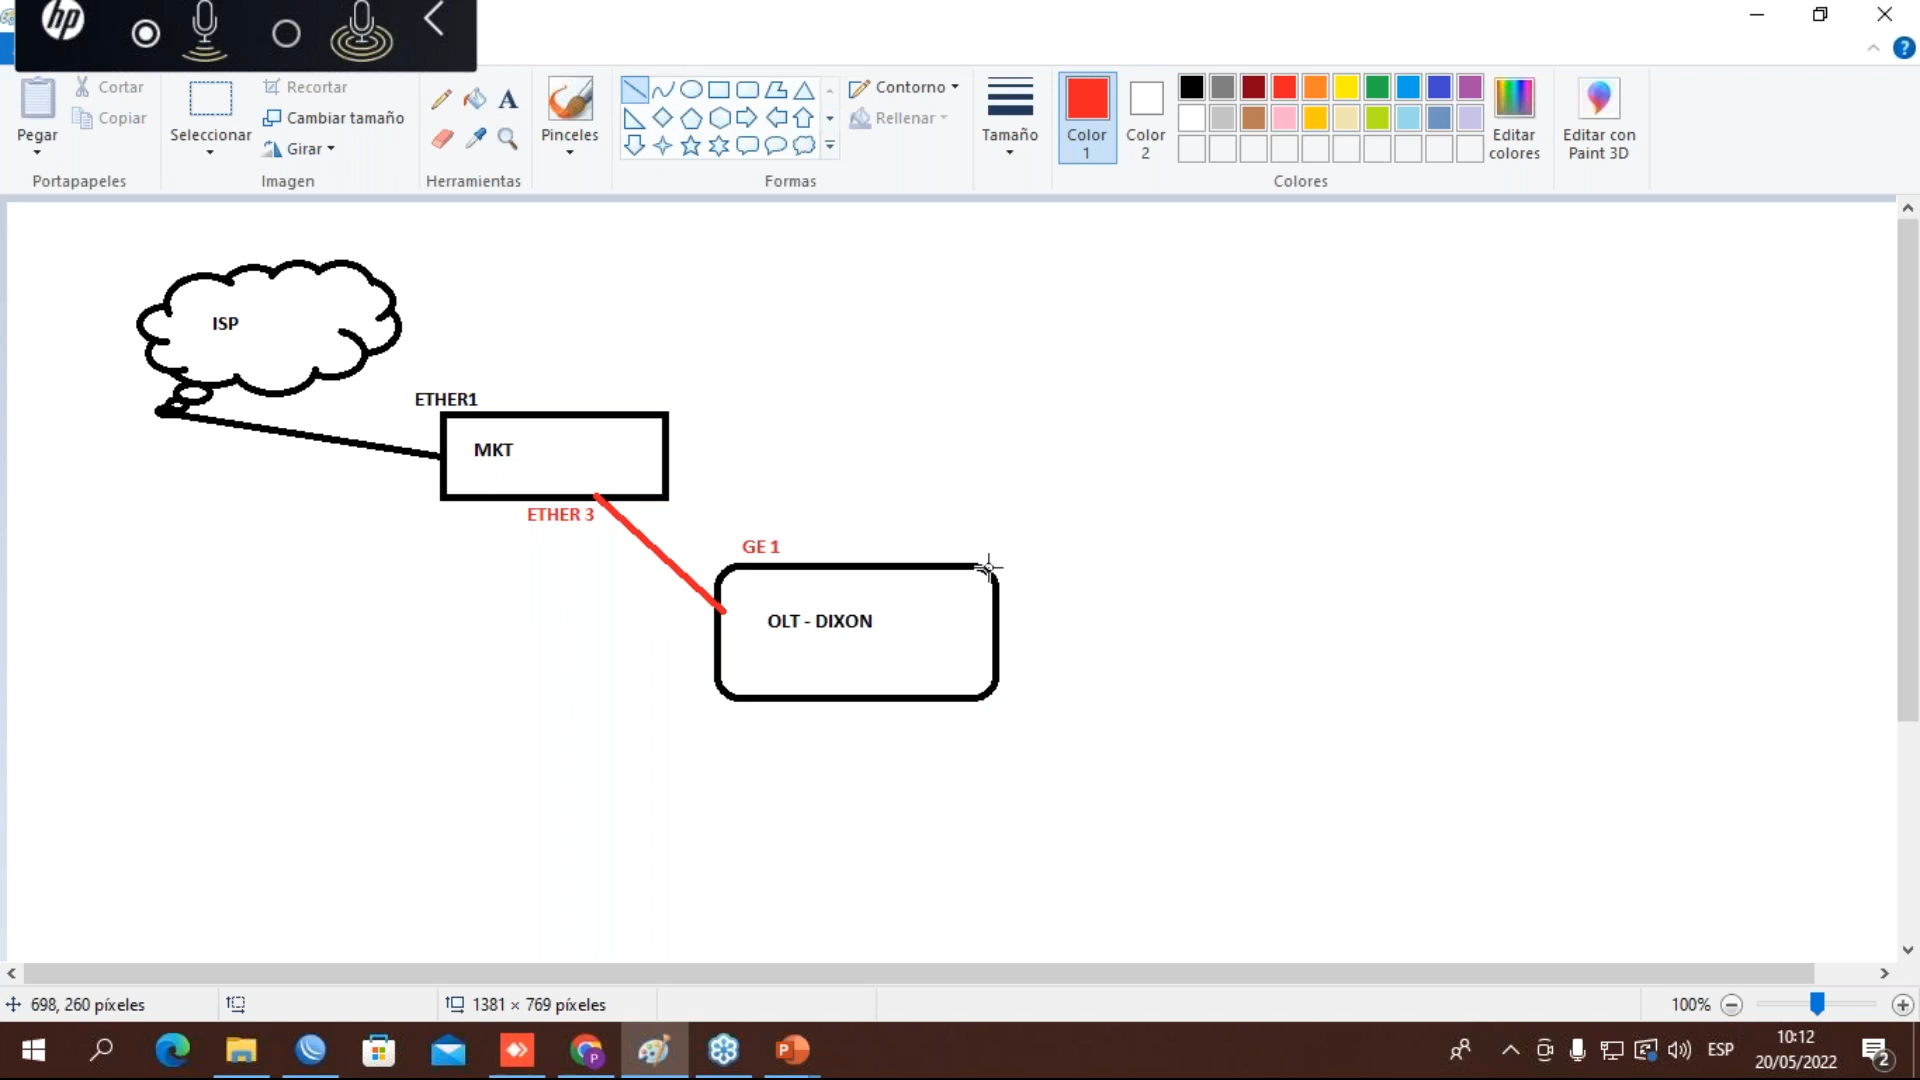 hp
?
Pegar
Cortar
Copiar
Portapapeles
Seleccionar
Recortar
Cambiar tamaño
Girar
Imagen
A
Herramientas
Pinceles
Contorno
Rellenar
Formas
Tamaño
Color
1
Color
2
Editar
colores
Colores
Editar con
Paint 3D
ISP
ETHER1
MKT
ETHER 3
GE 1
OLT - DIXON
698, 260 píxeles
1381 × 769 píxeles
100%
P
P
ESP
10:12
20/05/2022
2